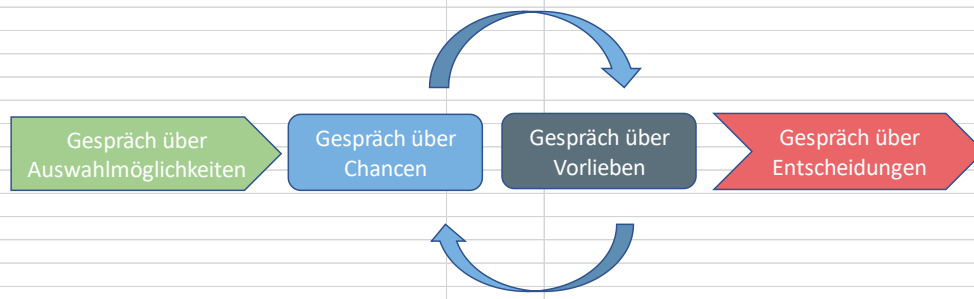 Gespräch über
Auswahlmöglichkeiten
Gespräch über
Chancen
Gespräch über
Vorlieben
Gespräch über
Entscheidungen